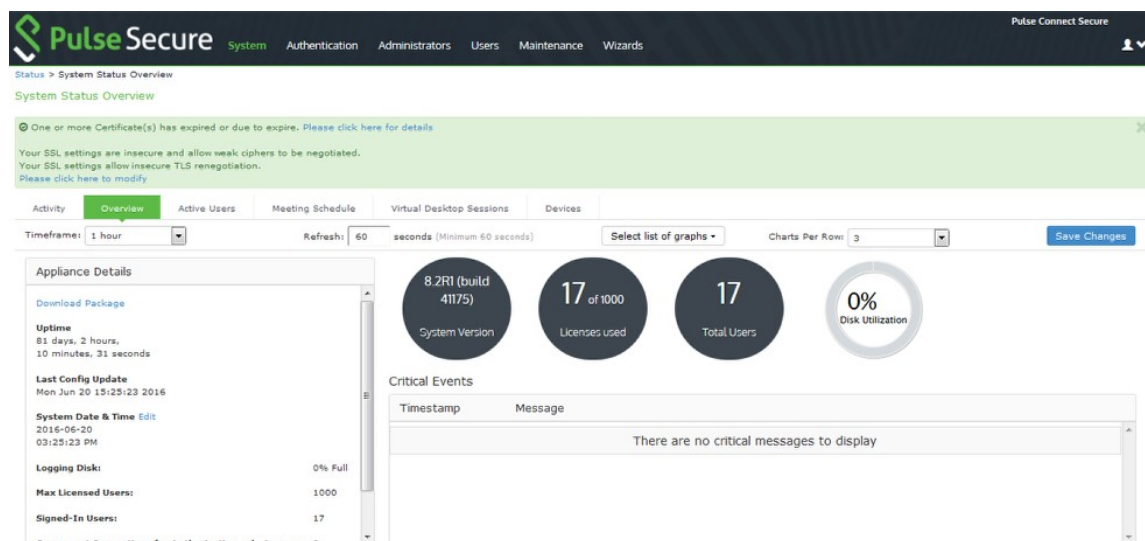 Pulse Connect Secure
Pulse Secure System Authentication Administrators Users Maintenance Wizards
Status > System Status Overview
System Status Overview
One or more Certificate(s) has expired or due to expire. Please click here for details
Your SSL settings are insecure and allow weak ciphers to be negotiated.
Your SSL settings allow insecure TLS renegotiation.
Please click here to modify
Activity Overview Active Users Meeting Schedule Virtual Desktop Sessions Devices
Timeframe: 1 hour Refresh: 60 seconds (Minimum 60 seconds) Select list of graphs Charts Per Row: 3 Save Changes
Appliance Details
Download Package
Uptime
81 days, 2 hours,
10 minutes, 31 seconds
Last Config Update
Mon Jun 20 15:25:23 2016
System Date & Time Edit
2016-06-20
03:25:23 PM
Logging Disk: 0% Full
Max Licensed Users: 1000
Signed-In Users: 17
8.2R1 (build
41175)
System Version
17 of 1000
Licenses used
17
Total Users
0%
Disk Utilization
Critical Events
Timestamp Message
There are no critical messages to display